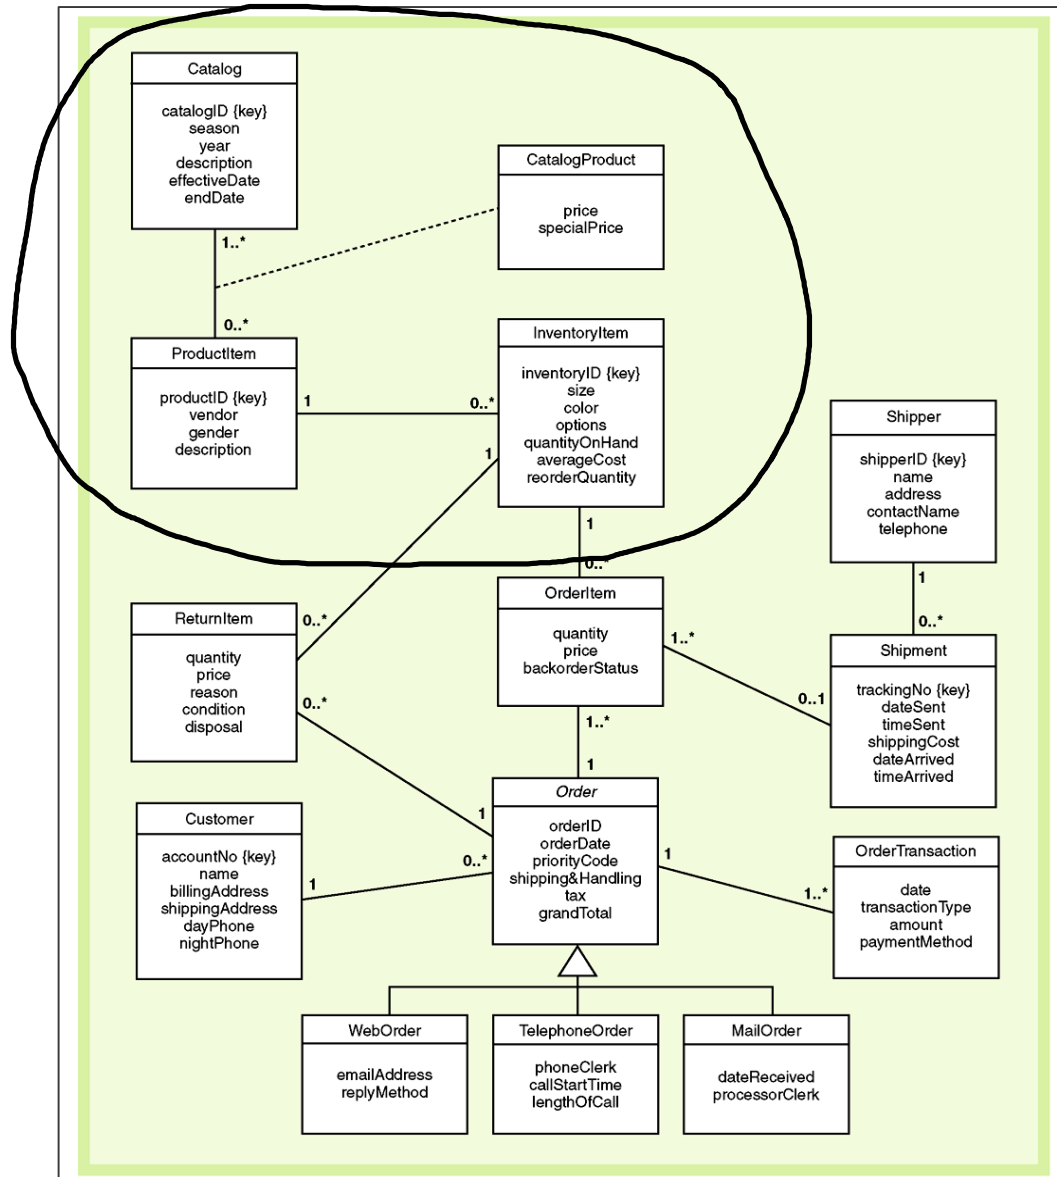 Catalog
catalogID {key}
season
year
description
effectiveDate
endDate
CatalogProduct
price
specialPrice
1..*
0..*
ProductItem
productID {key}
vendor
gender
description
1
0..*
InventoryItem
inventoryID {key}
size
color
options
quantityOnHand
averageCost
reorderQuantity
1
1
0..*
Shipper
shipperID {key}
name
address
contactName
telephone
1
0..*
ReturnItem
quantity
price
reason
condition
disposal
0..*
0..*
OrderItem
quantity
price
backorderStatus
1..*
0..1
Shipment
trackingNo {key}
dateSent
timeSent
shippingCost
dateArrived
timeArrived
1..*
1
Customer
accountNo {key}
name
billingAddress
shippingAddress
dayPhone
nightPhone
1
1
0..*
Order
orderID
orderDate
priorityCode
shipping&Handling
tax
grandTotal
1
1..*
OrderTransaction
date
transactionType
amount
paymentMethod
WebOrder
emailAddress
replyMethod
TelephoneOrder
phoneClerk
callStartTime
lengthOfCall
MailOrder
dateReceived
processorClerk